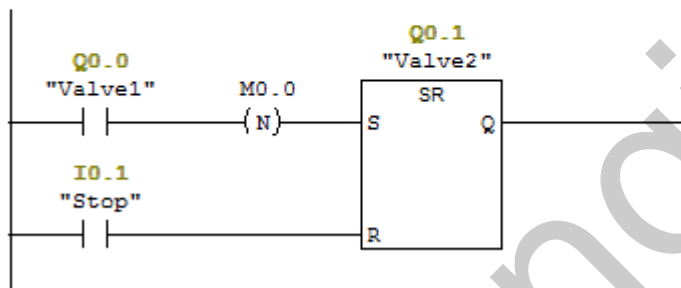 Q0.0
"Valve1"
M0.0
(N)
Q0.1
"Valve2"
SR
S
Q
I0.1
"Stop"
R